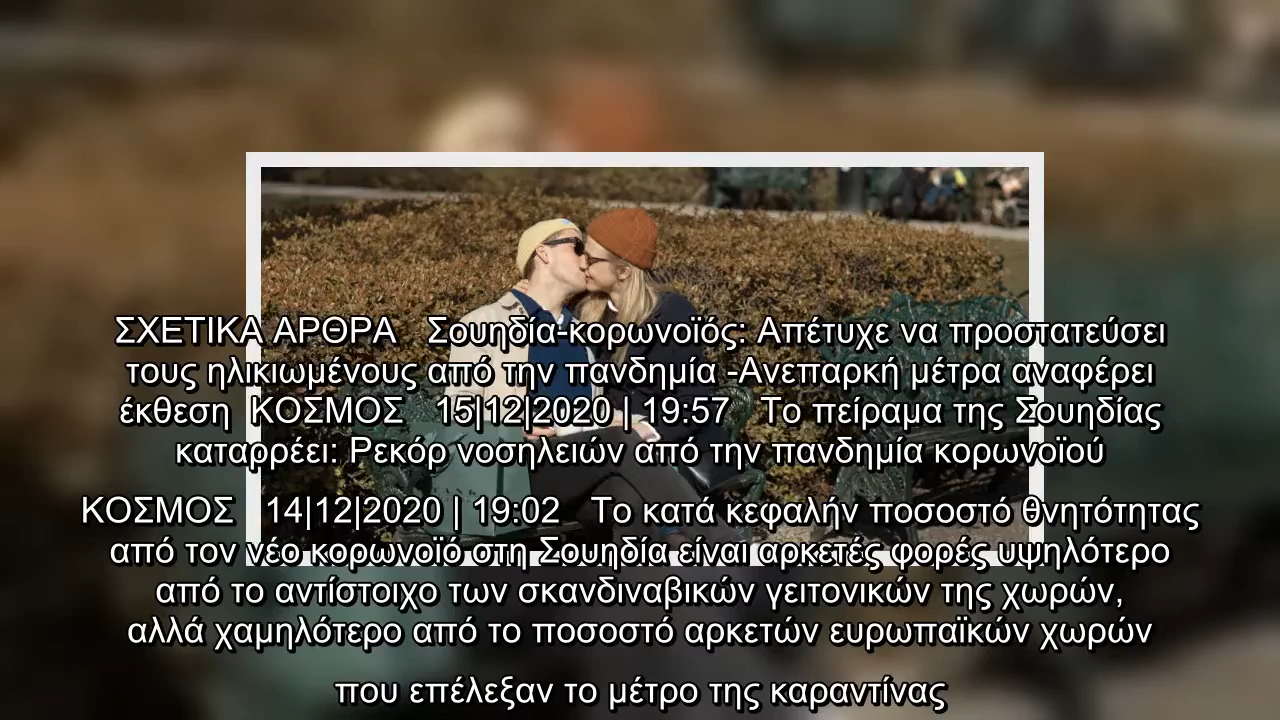 ΣΧΕΤΙΚΑ ΑΡΘΡΑ Σουηδία-κορωνοϊός: Απέτυχε να προστατεύσει
τους ηλικιωμένους από την πανδημία -Ανεπαρκή μέτρα αναφέρει
έκθεση ΚΟΣΜΟΣ 15|12|2020 | 19:57 Το πείραμα της Σουηδίας
καταρρέει: Ρεκόρ νοσηλειών από την πανδημία κορωνοϊού
ΚΟΣΜΟΣ 14|12|2020 | 19:02 Το κατά κεφαλήν ποσοστό θνητότητας
από τον νέο κορωνοϊό στη Σουηδία είναι αρκετές φορές υψηλότερο
από το αντίστοιχο των σκανδιναβικών γειτονικών της χωρών,
αλλά χαμηλότερο από το ποσοστό αρκετών ευρωπαϊκών χωρών
που επέλεξαν το μέτρο της καραντίνας